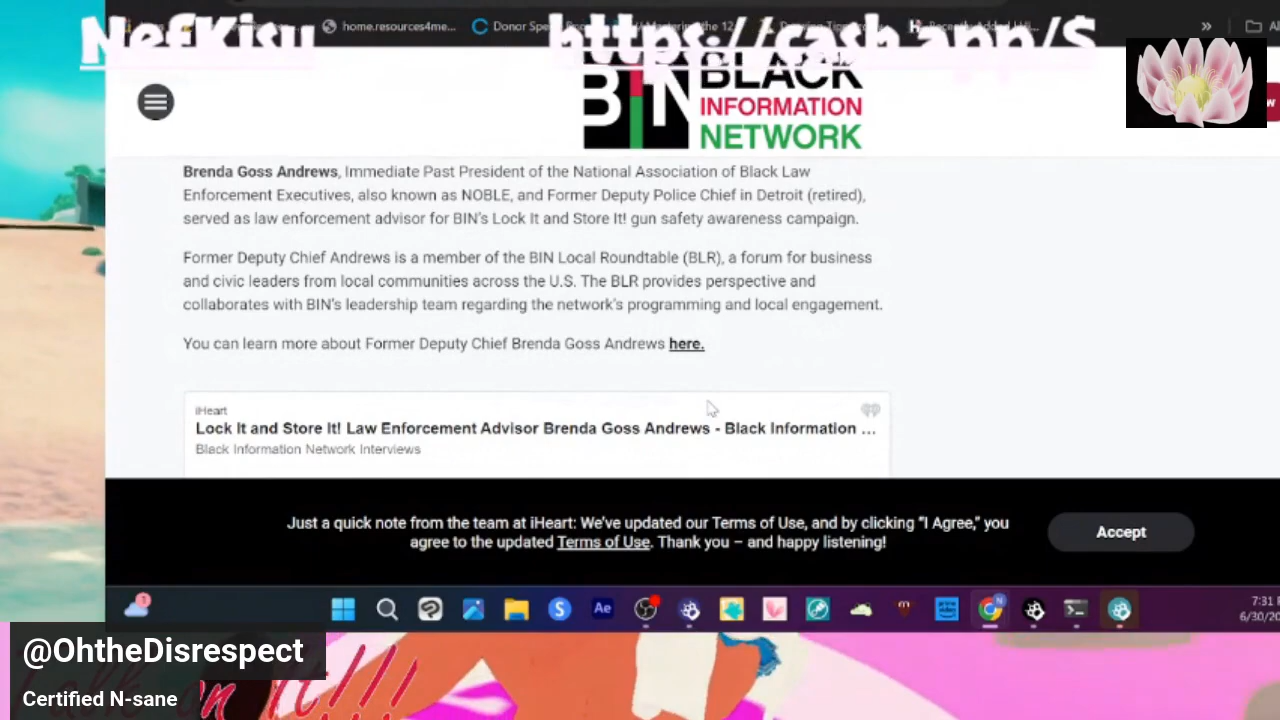 NefKisu
https://cash.app/$
home.resources4me...
Donor Spe
BIN BLACK
INFORMATION
NETWORK
Brenda Goss Andrews, Immediate Past President of the National Association of Black Law
Enforcement Executives, also known as NOBLE, and Former Deputy Police Chief in Detroit (retired),
served as law enforcement advisor for BIN's Lock It and Store It! gun safety awareness campaign.
Former Deputy Chief Andrews is a member of the BIN Local Roundtable (BLR), a forum for business
and civic leaders from local communities across the U.S. The BLR provides perspective and
collaborates with BIN's leadership team regarding the network's programming and local engagement.
You can learn more about Former Deputy Chief Brenda Goss Andrews here.
iHeart
Lock It and Store It! Law Enforcement Advisor Brenda Goss Andrews - Black Information ...
Black Information Network Interviews
Just a quick note from the team at iHeart: We've updated our Terms of Use, and by clicking "I Agree," you
agree to the updated Terms of Use. Thank you – and happy listening!
Accept
1
Ae
7:31
6/30/20
@OhtheDisrespect
Certified N-sane